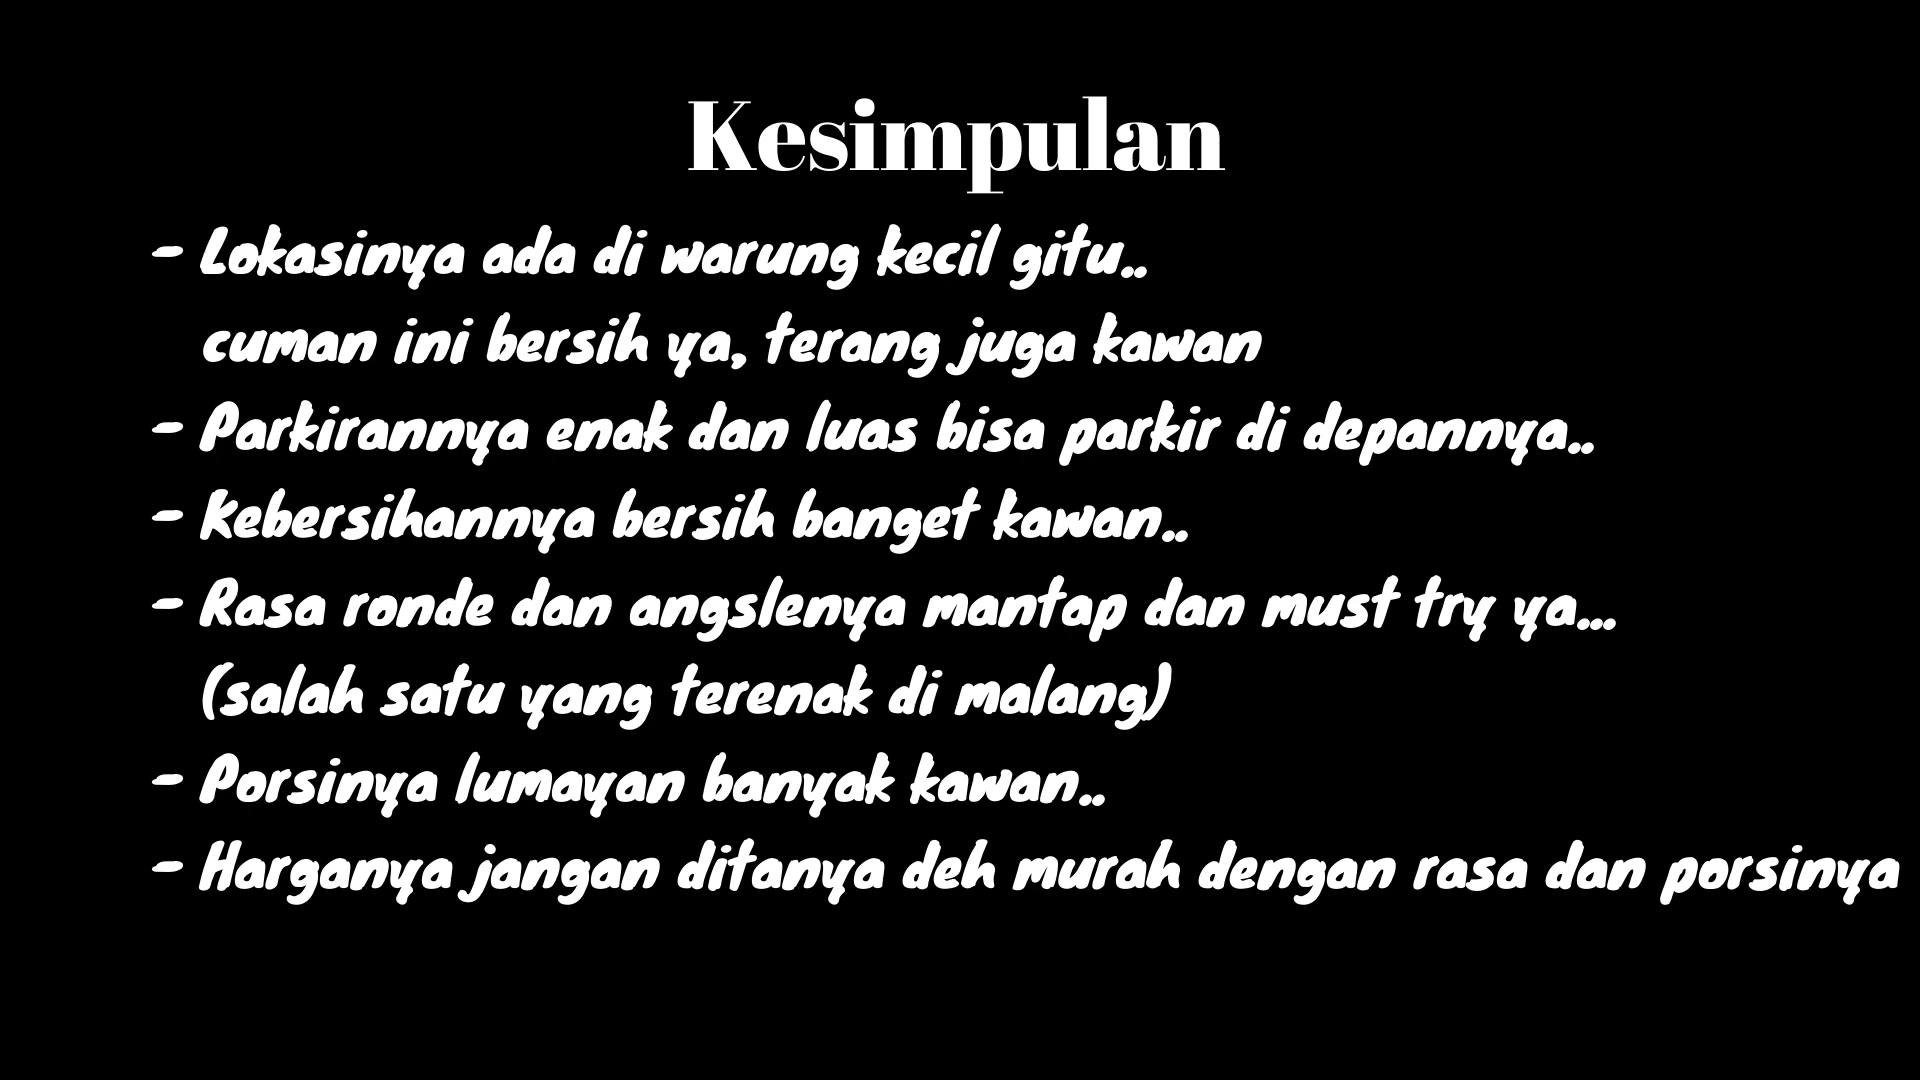 Kesimpulan
- Lokasinya ada di warung kecil gitu..
cuman ini bersih ya, terang juga kawan
- Parkirannya enak dan luas bisa parkir di depannya..
- Kebersihannya bersih banget kawan..
- Rasa ronde dan angslenya mantap dan must try ya...
(salah satu yang terenak di malang)
- Porsinya lumayan banyak kawan..
- Harganya jangan ditanya deh murah dengan rasa dan porsinya